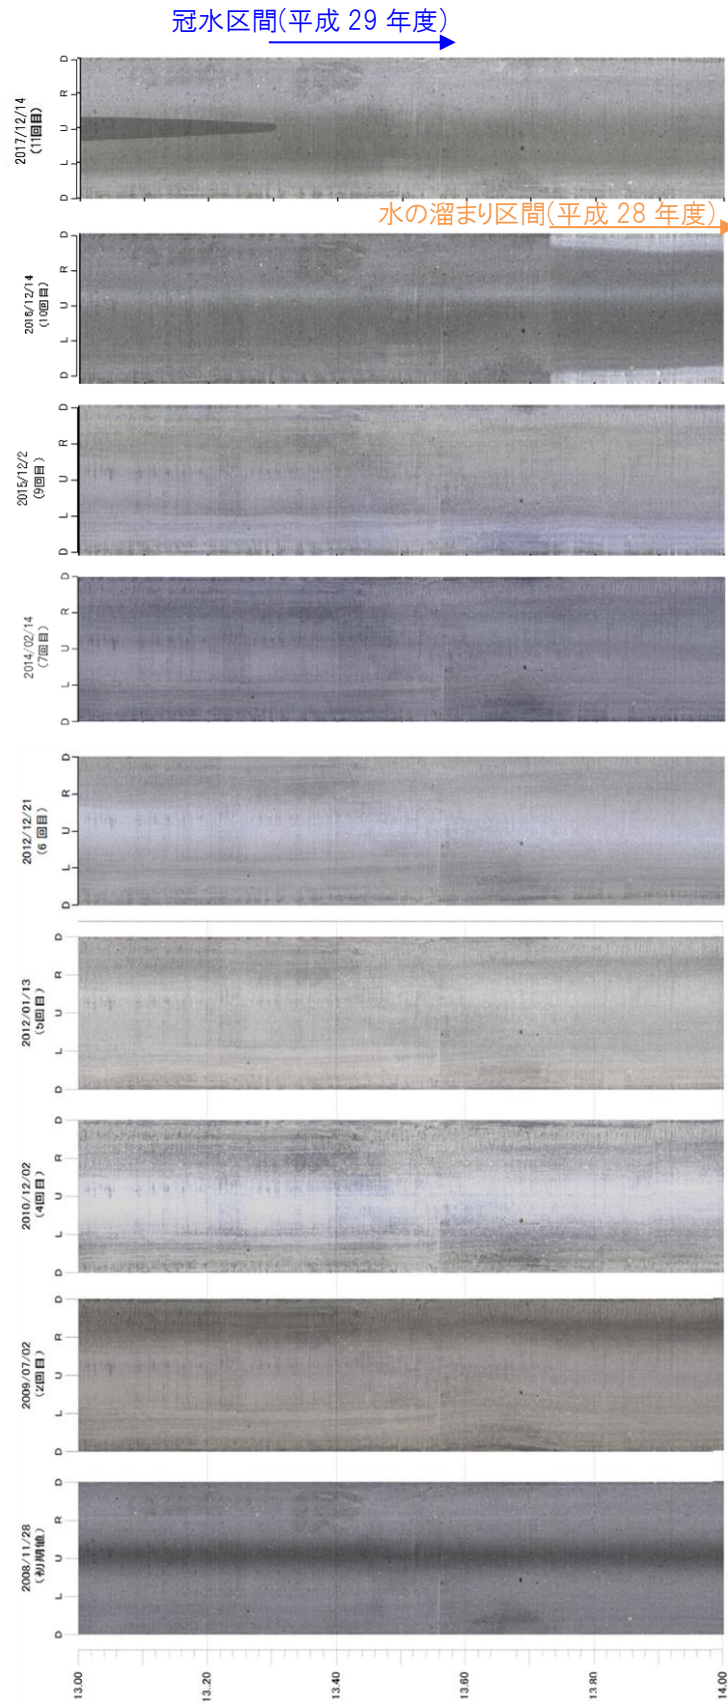 冠水区間(平成 29 年度)
2017/12/14
(11回目)
D L U R D
水の溜まり区間(平成 28 年度)
2016/12/14
(10回目)
D L U R D
2015/12/2
(9回目)
D L U R D
2014/02/14
(7回目)
D L U R D
2012/12/21
(6 回目)
D L U R D
2012/01/13
(5回目)
D L U R D
2010/12/02
(4回目)
D L U R D
2009/07/02
(2回目)
D L U R D
2008/11/28
(初期値)
D L U R D
13.00 13.20 13.40 13.60 13.80 14.00